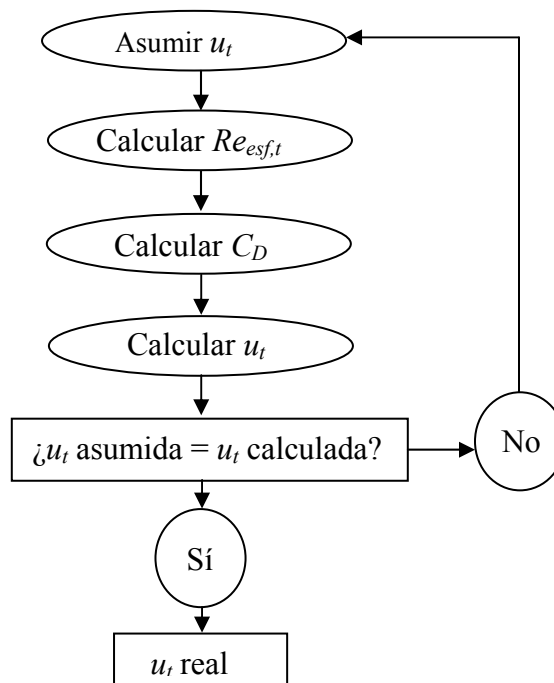 Asumir u_t
Calcular Re_esf,t
Calcular C_D
Calcular u_t
¿u_t asumida = u_t calculada?
No
Sí
u_t real